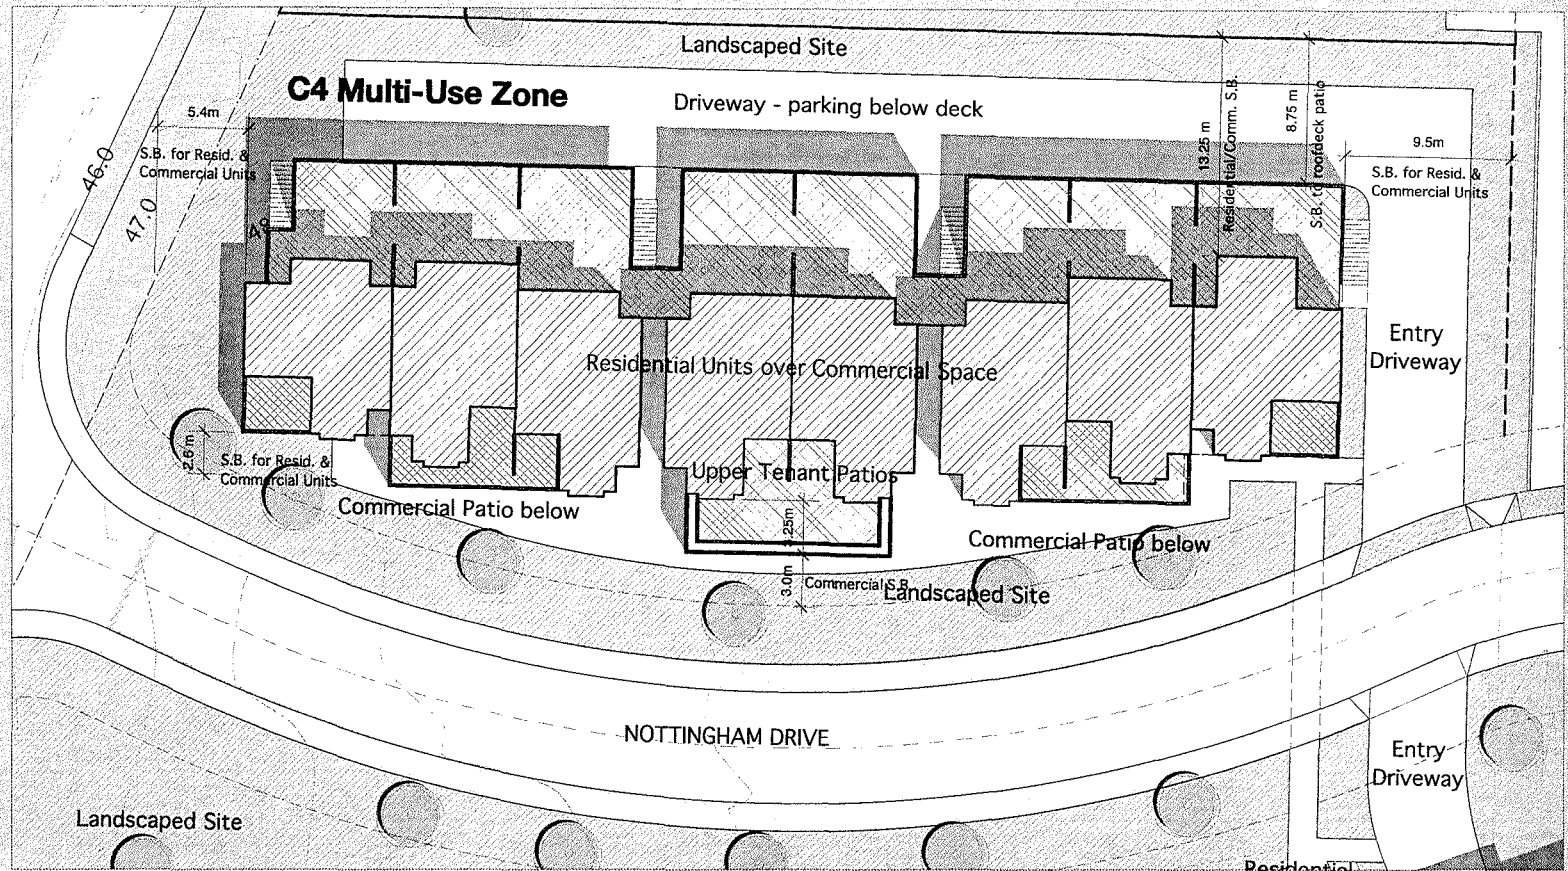 Landscaped Site
C4 Multi-Use Zone
Driveway - parking below deck
5.4m
S.B. for Resid. &
Commercial Units
46.0
47.0
13.25 m
Residential/Comm. S.B.
8.75 m
S.B. to roofdeck patio
9.5m
S.B. for Resid. &
Commercial Units
Entry
Driveway
Residential Units over Commercial Space
2.6 m
S.B. for Resid. &
Commercial Units
Upper Tenant Patios
Commercial Patio below
3.25m
Commercial Patio below
3.0m
Commercial S.B.
Landscaped Site
NOTTINGHAM DRIVE
Entry
Driveway
Landscaped Site
Residential